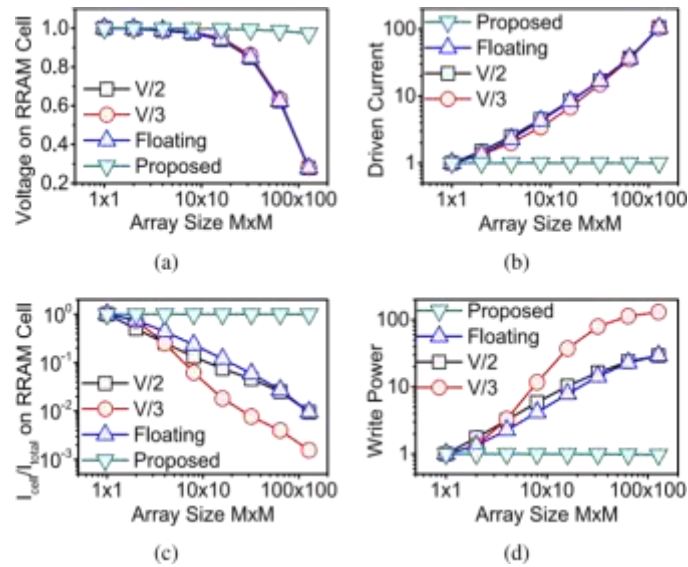 1.0
0.8
0.6
0.4
0.2
Voltage on RRAM Cell
V/2
V/3
Floating
Proposed
1x1 10x10 100x100
Array Size MxM
(a)
100
10
1
Driven Current
Proposed
Floating
V/2
V/3
1x1 10x10 100x100
Array Size MxM
(b)
10^0
10^-1
10^-2
10^-3
I_cell/I_total on RRAM Cell
V/2
V/3
Floating
Proposed
1x1 10x10 100x100
Array Size MxM
(c)
100
10
1
Write Power
Proposed
Floating
V/2
V/3
1x1 10x10 100x100
Array Size MxM
(d)